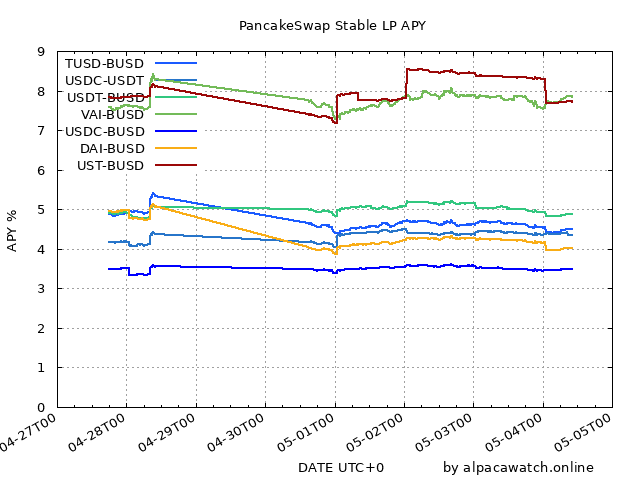 PancakeSwap Stable LP APY
9
8
7
6
5
4
3
2
1
0
APY %
TUSD-BUSD
USDC-USDT
USDT-BUSD
VAI-BUSD
USDC-BUSD
DAI-BUSD
UST-BUSD
04-27T00
04-28T00
04-29T00
04-30T00
05-01T00
05-02T00
05-03T00
05-04T00
05-05T00
DATE UTC+0
by alpacawatch.online